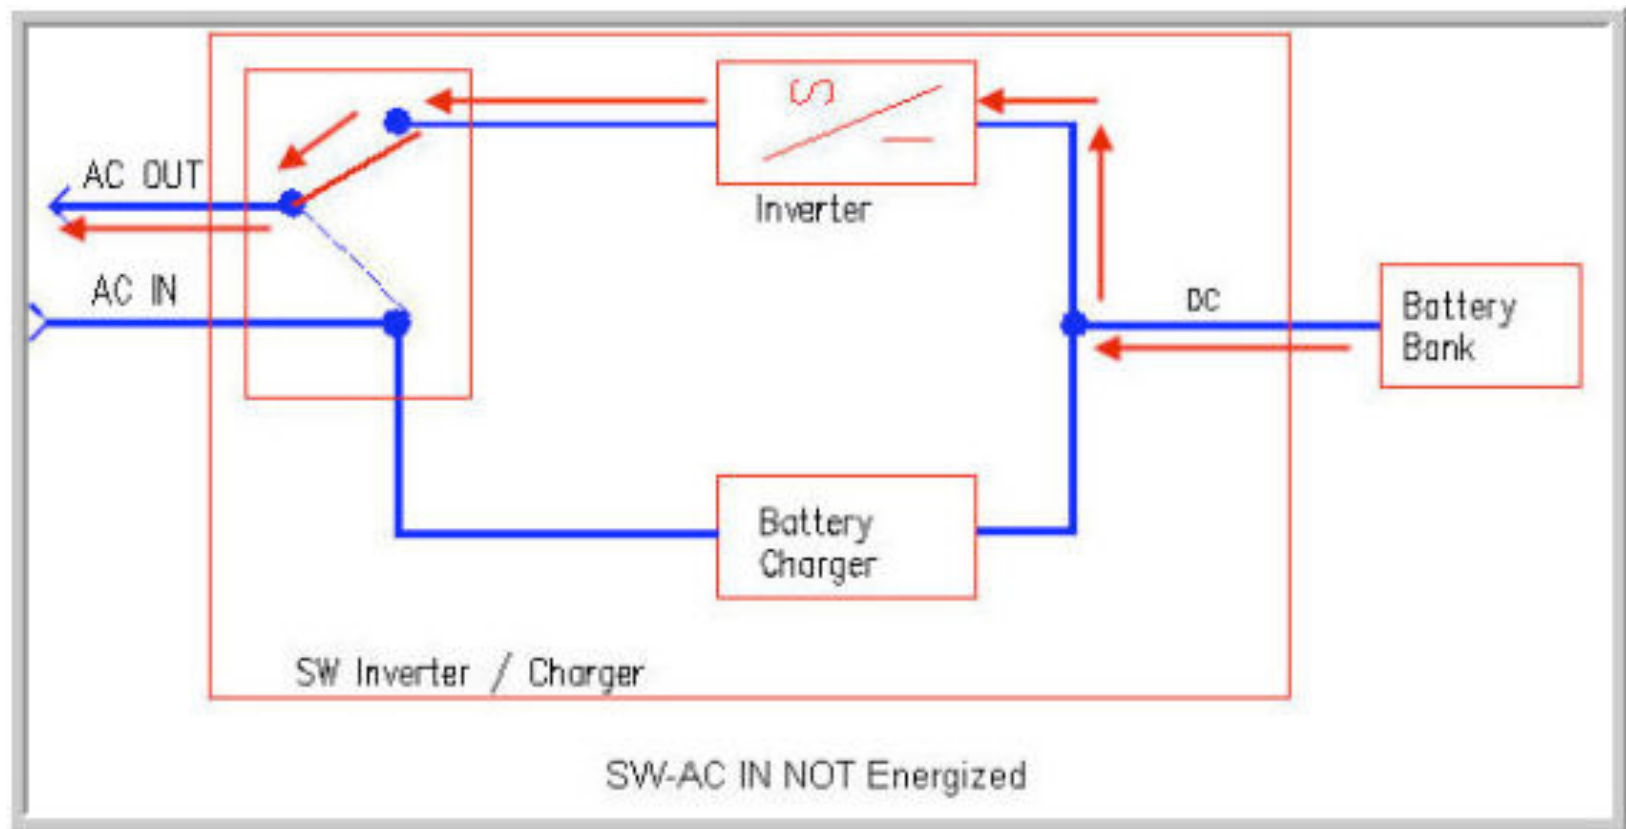 AC OUT
AC IN
S
I
Inverter
DC
Battery
Bank
Battery
Charger
SW Inverter / Charger
SW-AC IN NOT Energized